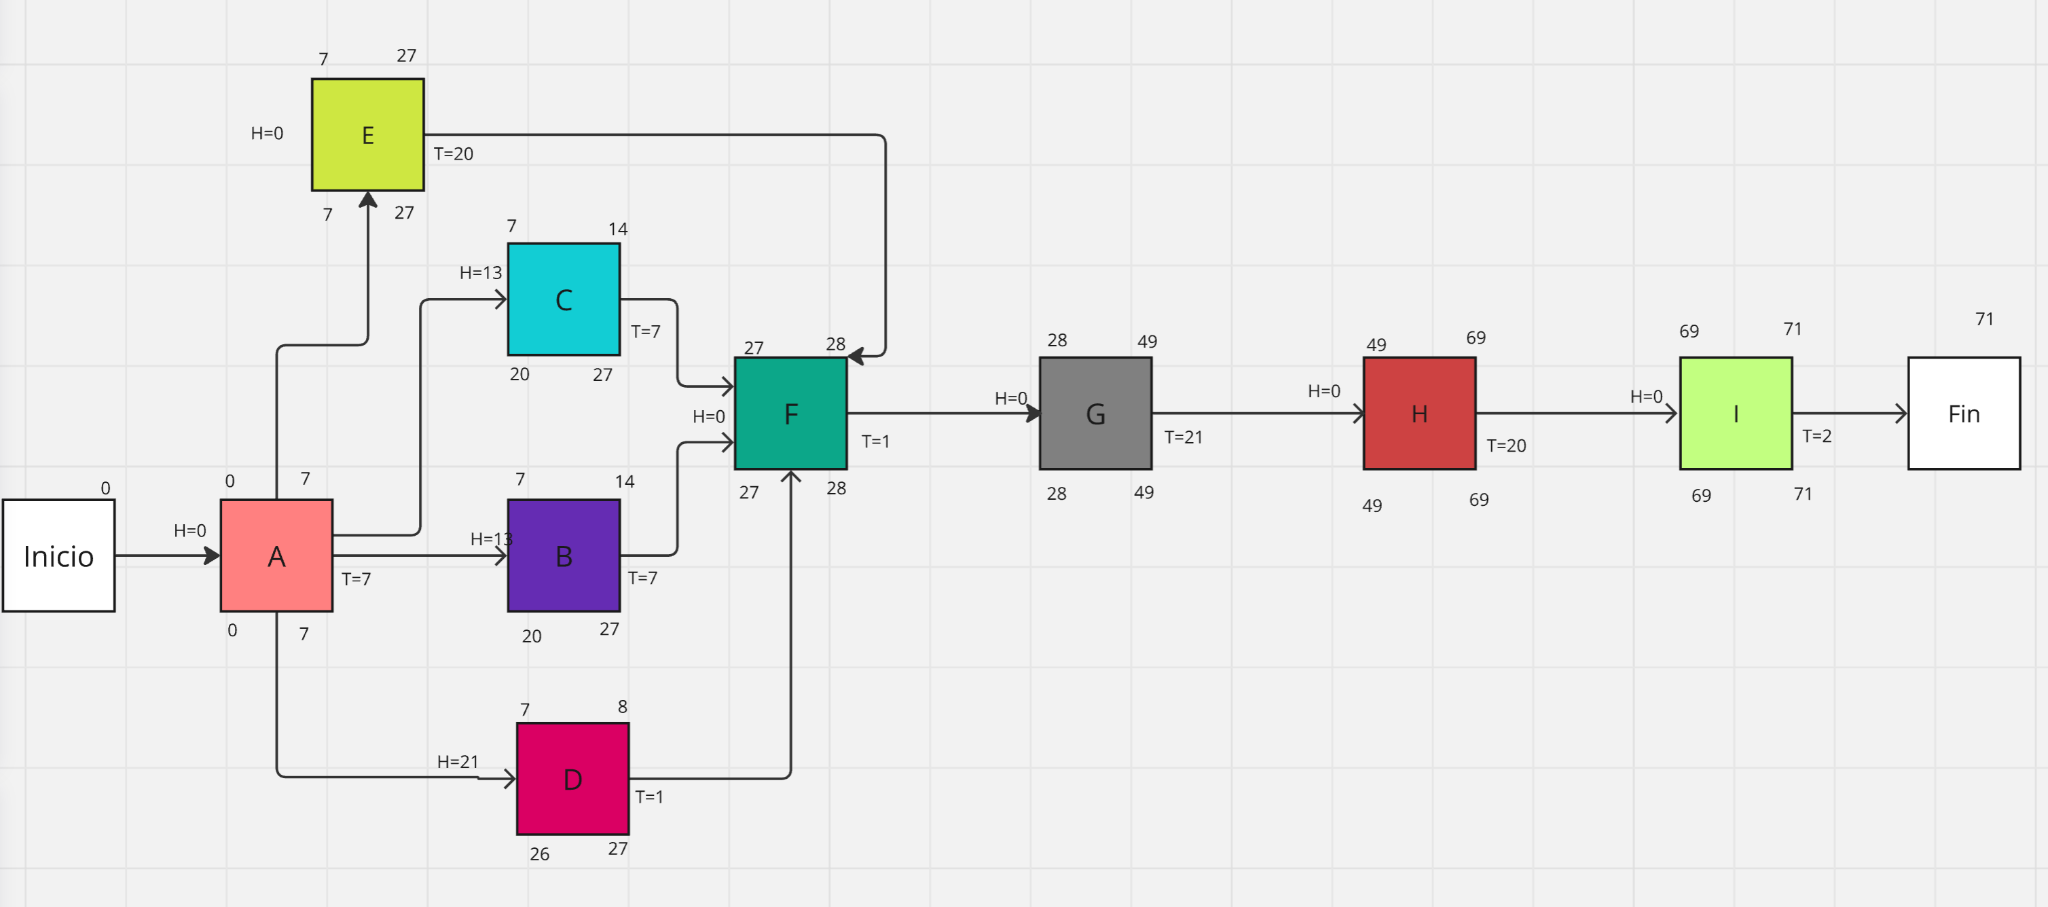 7 27
H=0 E
T=20
7 27
7 14
H=13 C
T=7
20 27
27 28
H=0 F
T=1
27 28
28 49
H=0 G
T=21
28 49
49 69
H=0 H
T=20
49 69
69 71
H=0 I
T=2
69 71
71
Fin
0
Inicio
0 7
H=0 A
T=7
0 7
7 14
H=13 B
T=7
20 27
7 8
H=21 D
T=1
26 27